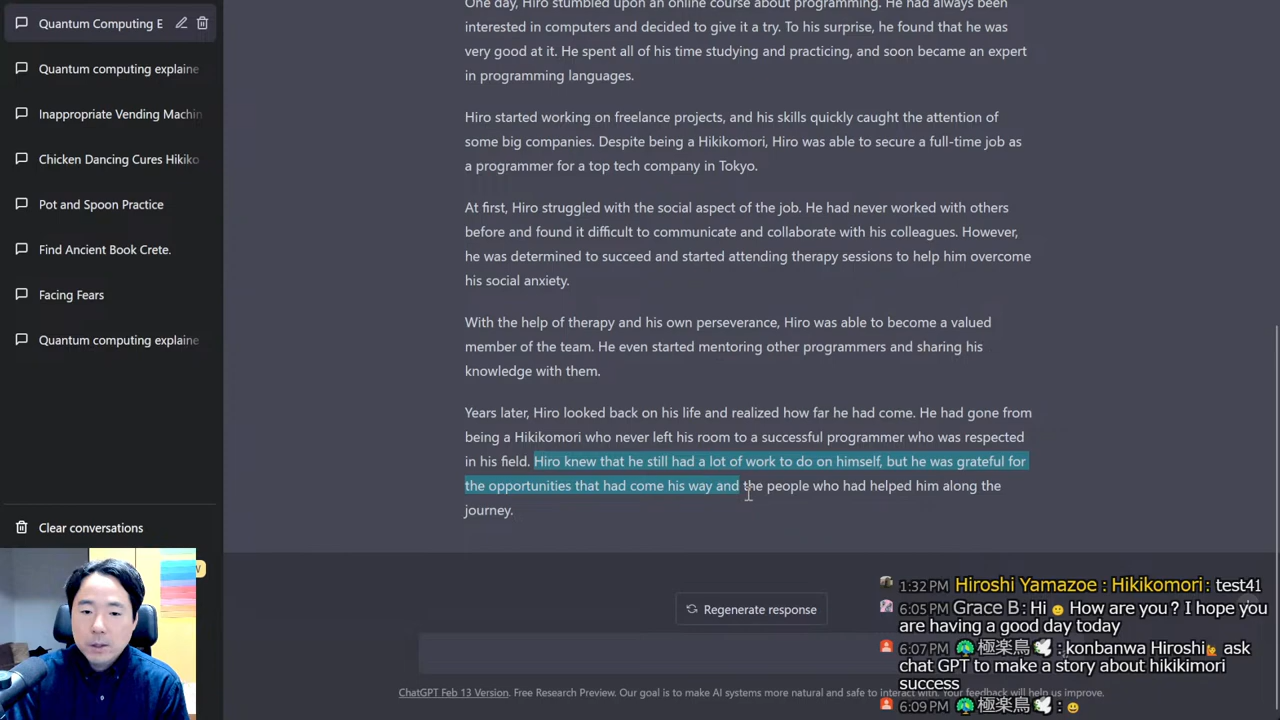 Quantum Computing E
Quantum computing explaine
Inappropriate Vending Machin
Chicken Dancing Cures Hikiko
Pot and Spoon Practice
Find Ancient Book Crete.
Facing Fears
Quantum computing explaine
Clear conversations
W
One day, Hiro stumbled upon an online course about programming. He had always been
interested in computers and decided to give it a try. To his surprise, he found that he was
very good at it. He spent all of his time studying and practicing, and soon became an expert
in programming languages.
Hiro started working on freelance projects, and his skills quickly caught the attention of
some big companies. Despite being a Hikikomori, Hiro was able to secure a full-time job as
a programmer for a top tech company in Tokyo.
At first, Hiro struggled with the social aspect of the job. He had never worked with others
before and found it difficult to communicate and collaborate with his colleagues. However,
he was determined to succeed and started attending therapy sessions to help him overcome
his social anxiety.
With the help of therapy and his own perseverance, Hiro was able to become a valued
member of the team. He even started mentoring other programmers and sharing his
knowledge with them.
Years later, Hiro looked back on his life and realized how far he had come. He had gone from
being a Hikikomori who never left his room to a successful programmer who was respected
in his field. Hiro knew that he still had a lot of work to do on himself, but he was grateful for
the opportunities that had come his way and the people who had helped him along the
journey.
Regenerate response
ChatGPT Feb 13 Version. Free Research Preview. Our goal is to make AI systems more natural and safe to interact with. Your feedback will help us improve.
1:32 PM Hiroshi Yamazoe : Hikikomori : test41
6:05 PM Grace B : Hi 🙂 How are you ? I hope you
are having a good day today
6:07 PM 🦚 極楽鳥 🕊 : konbanwa Hiroshi🙋 ask
chat GPT to make a story about hikikimori
success
6:09 PM 🦚 極楽鳥 🕊 : 😀